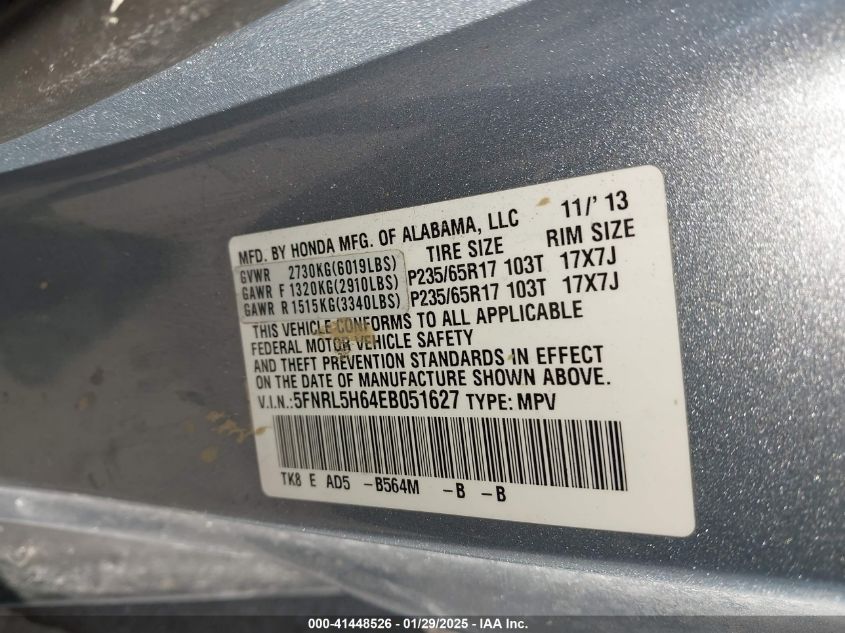 MFD. BY HONDA MFG. OF ALABAMA, LLC 11/'13
TIRE SIZE RIM SIZE
GVWR 2730KG(6019LBS)
GAWR F 1320KG(2910LBS) P235/65R17 103T 17X7J
GAWR R 1515KG(3340LBS) P235/65R17 103T 17X7J
THIS VEHICLE CONFORMS TO ALL APPLICABLE
FEDERAL MOTOR VEHICLE SAFETY
AND THEFT PREVENTION STANDARDS IN EFFECT
ON THE DATE OF MANUFACTURE SHOWN ABOVE.
V.I.N.:5FNRL5H64EB051627 TYPE: MPV
TK8 E AD5 -B564M -B -B
000-41448526 - 01/29/2025 - IAA Inc.